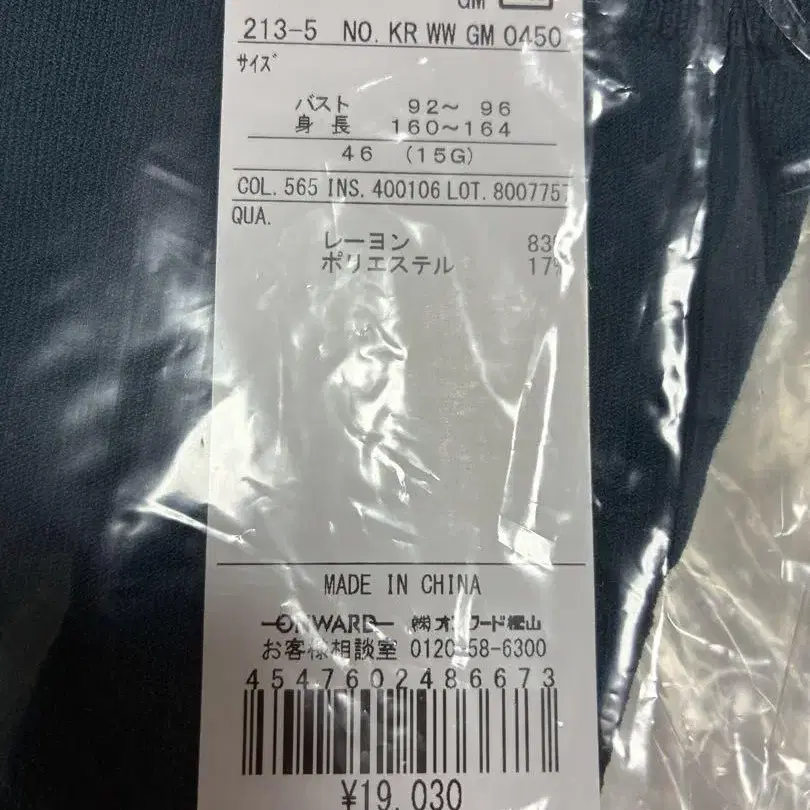 GM
213-5 NO. KR WW GM 0450
サイズ
バスト 92～ 96
身 長 160～164
46 (15G)
COL. 565 INS. 400106 LOT. 8007757
QUA.
レーヨン 83%
ポリエステル 17%
MADE IN CHINA
ONWARD ㈱オンワード樫山
お客様相談室 0120-58-6300
4547602486673
¥19,030